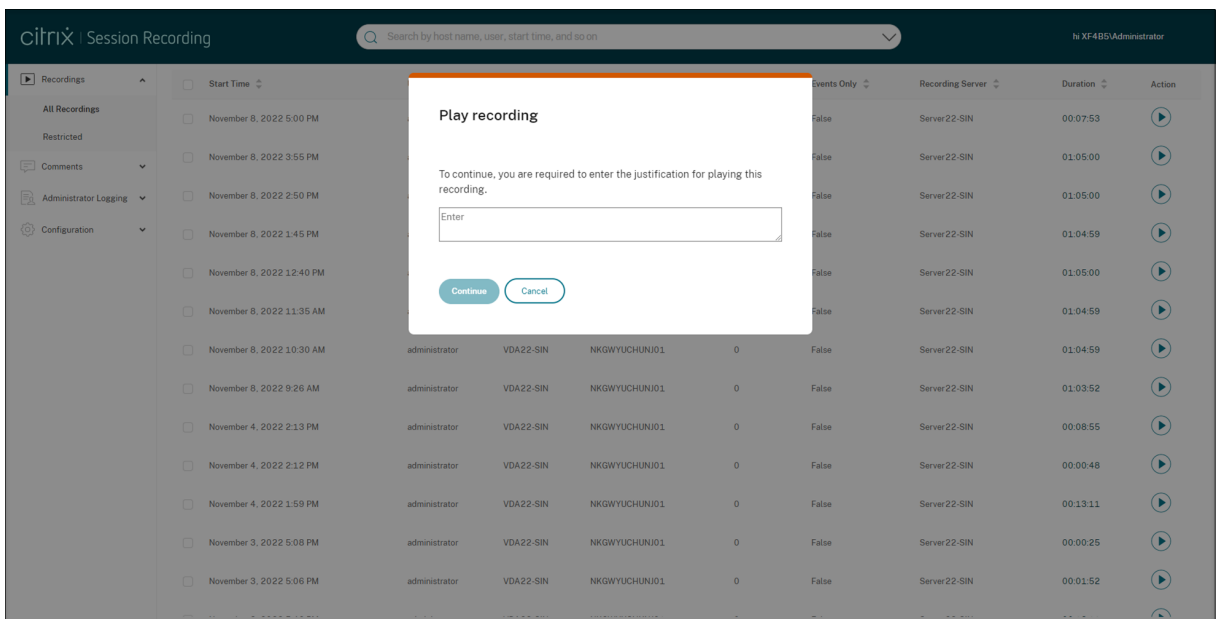 citrix | Session Recording
Search by host name, user, start time, and so on
hi XF4B5\Administrator
Recordings
All Recordings
Restricted
Comments
Administrator Logging
Configuration
Start Time Events Only Recording Server Duration Action
November 8, 2022 5:00 PM False Server22-SIN 00:07:53
November 8, 2022 3:55 PM False Server22-SIN 01:05:00
November 8, 2022 2:50 PM False Server22-SIN 01:05:00
November 8, 2022 1:45 PM False Server22-SIN 01:04:59
November 8, 2022 12:40 PM False Server22-SIN 01:05:00
November 8, 2022 11:35 AM False Server22-SIN 01:04:59
November 8, 2022 10:30 AM administrator VDA22-SIN NKGWYUCHUNJ01 0 False Server22-SIN 01:04:59
November 8, 2022 9:26 AM administrator VDA22-SIN NKGWYUCHUNJ01 0 False Server22-SIN 01:03:52
November 4, 2022 2:13 PM administrator VDA22-SIN NKGWYUCHUNJ01 0 False Server22-SIN 00:08:55
November 4, 2022 2:12 PM administrator VDA22-SIN NKGWYUCHUNJ01 0 False Server22-SIN 00:00:48
November 4, 2022 1:59 PM administrator VDA22-SIN NKGWYUCHUNJ01 0 False Server22-SIN 00:13:11
November 3, 2022 5:08 PM administrator VDA22-SIN NKGWYUCHUNJ01 0 False Server22-SIN 00:00:25
November 3, 2022 5:06 PM administrator VDA22-SIN NKGWYUCHUNJ01 0 False Server22-SIN 00:01:52
Play recording
To continue, you are required to enter the justification for playing this
recording.
Enter
Continue
Cancel